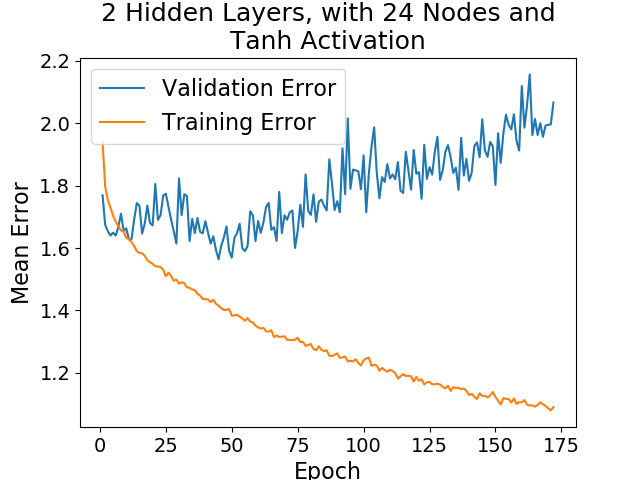 2 Hidden Layers, with 24 Nodes and
Tanh Activation
Validation Error
Training Error
Mean Error
2.2
2.0
1.8
1.6
1.4
1.2
0 25 50 75 100 125 150 175
Epoch